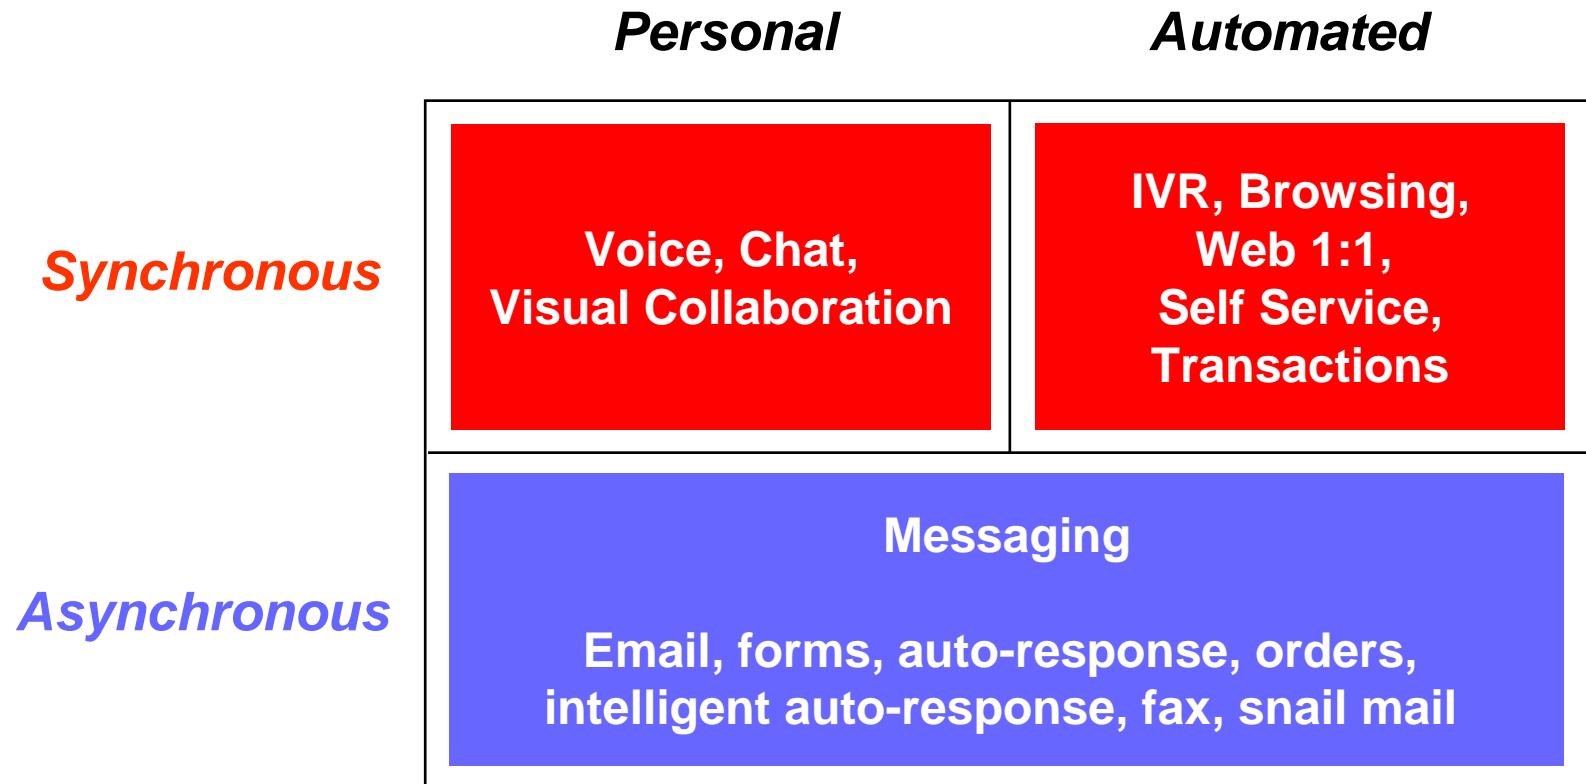 Personal
Automated
Synchronous
Voice, Chat,
Visual Collaboration
IVR, Browsing,
Web 1:1,
Self Service,
Transactions
Asynchronous
Messaging
Email, forms, auto-response, orders,
intelligent auto-response, fax, snail mail